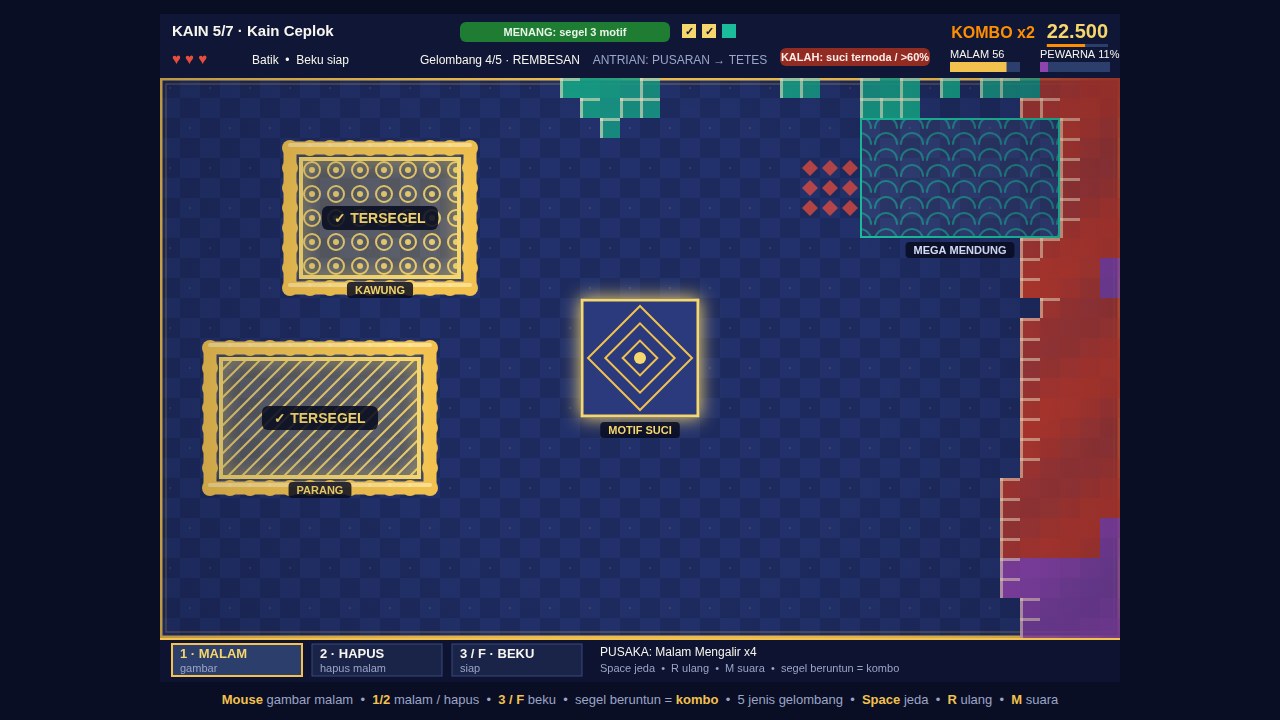 KAIN 5/7 · Kain Ceplok
MENANG: segel 3 motif
KOMBO x2 22.500
Batik • Beku siap
Gelombang 4/5 · REMBESAN
ANTRIAN: PUSARAN → TETES
KALAH: suci ternoda / >60%
MALAM 56
PEWARNA 11%
MEGA MENDUNG
✓ TERSEGEL
KAWUNG
✓ TERSEGEL
PARANG
MOTIF SUCI
1 · MALAM
gambar
2 · HAPUS
hapus malam
3 / F · BEKU
siap
PUSAKA: Malam Mengalir x4
Space jeda • R ulang • M suara • segel beruntun = kombo
Mouse gambar malam • 1/2 malam / hapus • 3 / F beku • segel beruntun = kombo • 5 jenis gelombang • Space jeda • R ulang • M suara